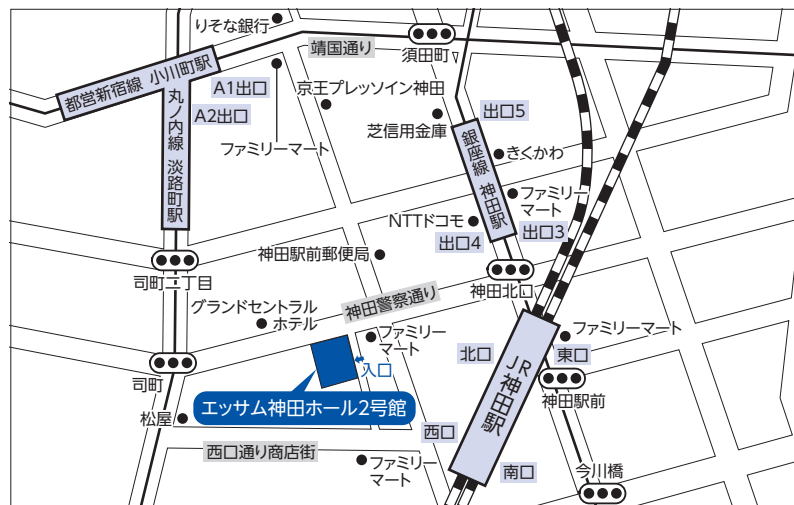 りそな銀行
靖国通り
須田町
都営新宿線 小川町駅
A1出口
丸ノ内線 淡路町駅
A2出口
京王プレッソイン神田
出口5
芝信用金庫
ファミリーマート
銀座線 神田駅
きくかわ
ファミリー
マート
NTTドコモ
出口4
出口3
神田駅前郵便局
司町二丁目
神田北口
神田警察通り
グランドセントラル
ホテル
ファミリー
マート
ファミリーマート
入口
北口
JR神田駅
東口
司町
エッサム神田ホール2号館
神田駅前
松屋
西口
西口通り商店街
ファミリー
マート
南口
今川橋